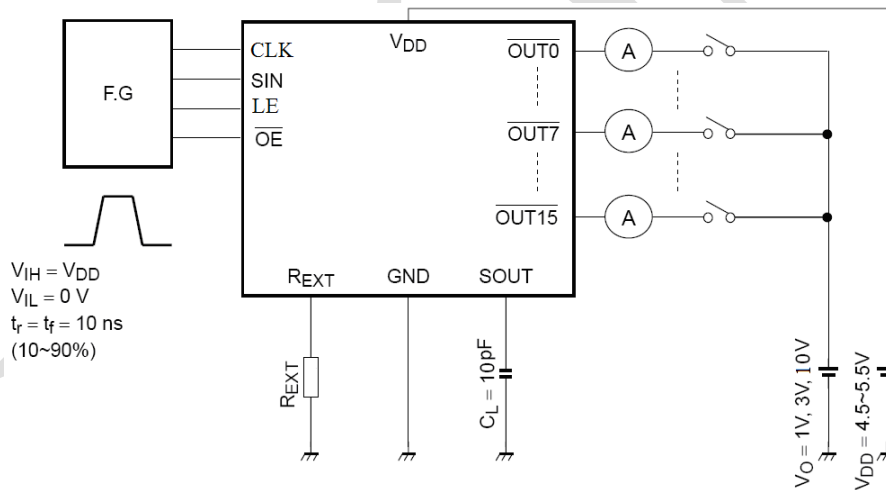 F.G
CLK
SIN
LE
OE
VDD
OUT0
OUT7
OUT15
A
A
A
REXT
GND
SOUT
VIH = VDD
VIL = 0 V
tr = tf = 10 ns
(10~90%)
REXT
CL = 10pF
VO = 1V, 3V, 10V
VDD = 4.5~5.5V